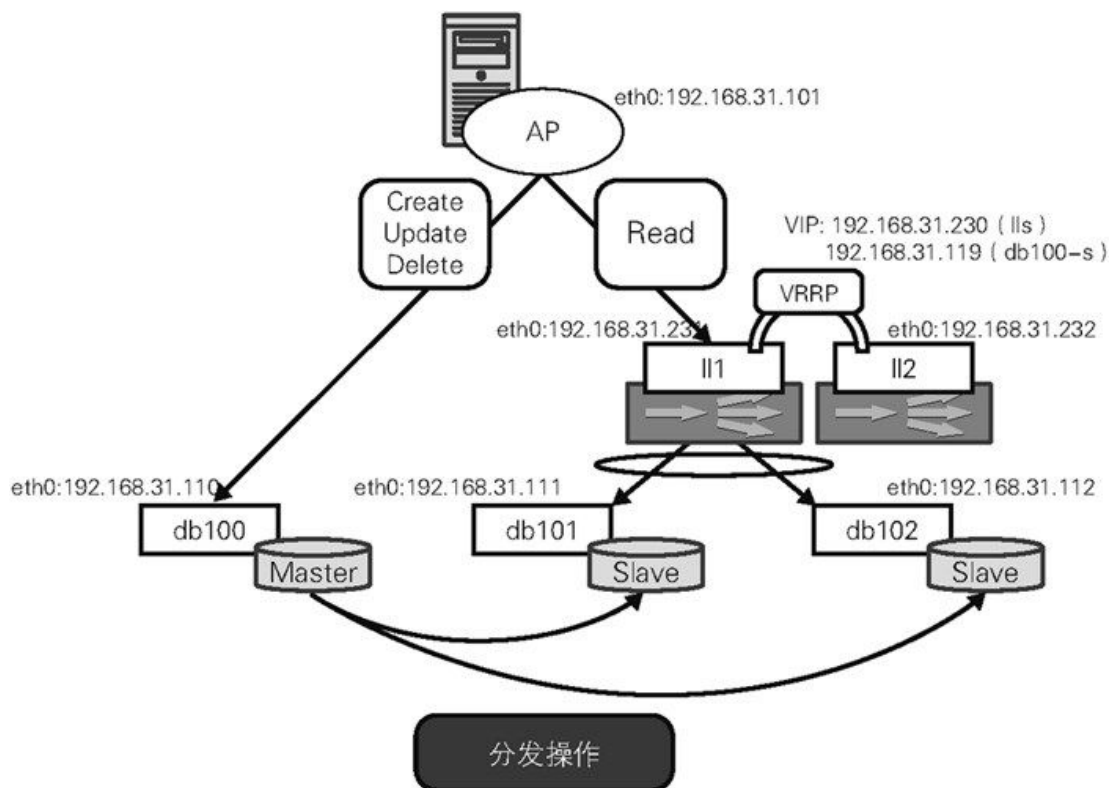 eth0:192.168.31.101
AP
Create
Update
Delete
Read
VIP: 192.168.31.230 ( lls )
192.168.31.119 ( db100-s )
VRRP
eth0:192.168.31.231
eth0:192.168.31.232
ll1
ll2
eth0:192.168.31.110
eth0:192.168.31.111
eth0:192.168.31.112
db100
db101
db102
Master
Slave
Slave
分发操作